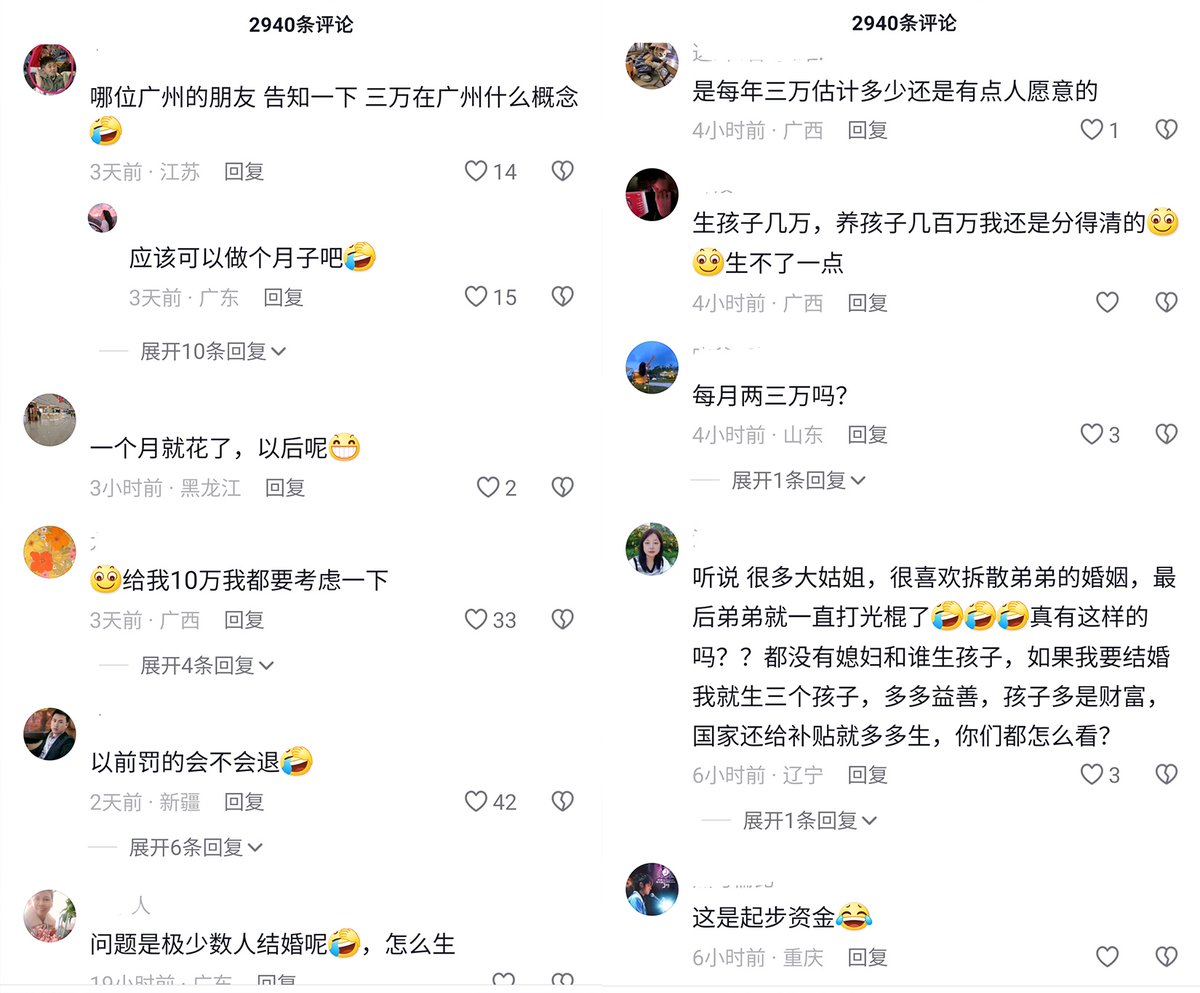 2940条评论
哪位广州的朋友 告知一下 三万在广州什么概念
🤣
3天前 · 江苏 回复 14
应该可以做个月子吧🤣
3天前 · 广东 回复 15
展开10条回复
一个月就花了，以后呢😁
3小时前 · 黑龙江 回复 2
给我10万我都要考虑一下
3天前 · 广西 回复 33
展开4条回复
以前罚的会不会退🤣
2天前 · 新疆 回复 42
展开6条回复
人
问题是极少数人结婚呢🤣，怎么生
19小时前 · 广东 回复
2940条评论
是每年三万估计多少还是有点人愿意的
4小时前 · 广西 回复 1
生孩子几万，养孩子几百万我还是分得清的
生不了一点
4小时前 · 广西 回复
每月两三万吗？
4小时前 · 山东 回复 3
展开1条回复
听说 很多大姑姐，很喜欢拆散弟弟的婚姻，最
后弟弟就一直打光棍了🤣🤣🤣真有这样的
吗？？都没有媳妇和谁生孩子，如果我要结婚
我就生三个孩子，多多益善，孩子多是财富，
国家还给补贴就多多生，你们都怎么看？
6小时前 · 辽宁 回复 3
展开1条回复
这是起步资金😂
6小时前 · 重庆 回复